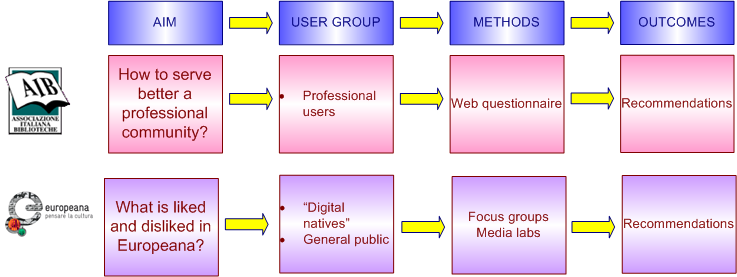 AIM
USER GROUP
METHODS
OUTCOMES
AIB
ASSOCIAZIONE
ITALIANA
BIBLIOTECHE
How to serve
better a
professional
community?
• Professional
users
Web questionnaire
Recommendations
europeana
pensare la cultura
What is liked
and disliked in
Europeana?
• “Digital
natives”
• General public
Focus groups
Media labs
Recommendations